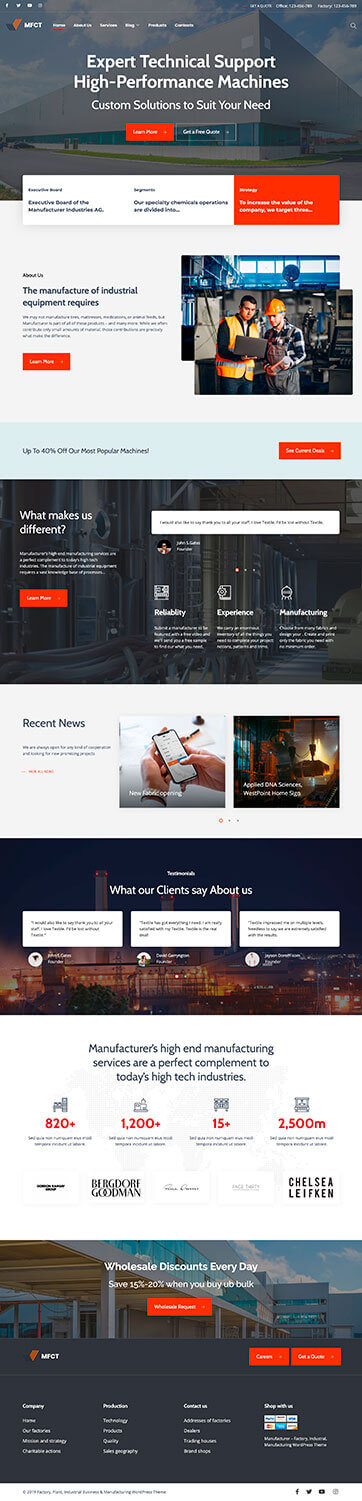 GET A QUOTE Office: 123-456-789 Factory: 123-456-789
MFCT Home About Us Services Blog Products Contacts
Expert Technical Support
High-Performance Machines
Custom Solutions to Suit Your Need
Learn More → Get a Free Quote →
Executive Board
Executive Board of the
Manufacturer Industries AG.
Segments
Our specialty chemicals operations
are divided into...
Strategy
To increase the value of the
company, we target three...
About Us
The manufacture of industrial
equipment requires
We may not manufacture tires, mattresses, medications, or animal feeds, but
Manufacturer is part of all of these products – and many more. While we often
contribute only small amounts of material, those contributions are precisely
what make the difference.
Learn More →
Up To 40% Off Our Most Popular Machines!
See Current Deals →
What makes us
different?
Manufacturer's high end manufacturing services are
a perfect complement to today's high tech
industries. The manufacture of industrial equipment
requires a vast knowledge base of processes...
Learn More →
I would also like to say thank you to all your staff. I love Textile. I'd be lost without Textile.
John S.Gates
Founder
Reliablity
Submit a manufacturer to be
featured with a free video and
we'll send you a free sample
to find our what you need.
Experience
We carry an enormous
inventory of all the things you
need to complete your project
notions, patterns and trims.
Manufacturing
Choose from many fabrics and
design your . Create and print
only the fabric you need with
no minimum order.
Recent News
We are always open for any kind of cooperation
and looking for new promising projects
VIEW ALL NEWS
New Fabric opening
Applied DNA Sciences,
WestPoint Home Sign
Testimonials
What our Clients say About us
"I would also like to say thank you to all your
staff. I love Textile. I'd be lost without
Textile."
John S.Gates
Founder
"Textile has got everything I need. I am really
satisfied with my Textile. Textile is the real
deal!
David Garryngton
Founder
"Textile impressed me on multiple levels.
Needless to say we are extremely satisfied
with the results.
Jayson Doretf
Founder
Manufacturer's high end manufacturing
services are a perfect complement to
today's high tech industries.
820+
Sed quia non numquam eius modi
tempora incidunt ut labore.
1,200+
Sed quia non numquam eius modi
tempora incidunt ut labore.
15+
Sed quia non numquam eius modi
tempora incidunt ut labore.
2,500m
Sed quia non numquam eius modi
tempora incidunt ut labore.
GORDON RAMSAY
GROUP
BERGDORF
GOODMAN
PAGE THIRTY
CHELSEA
LEIFKEN
Wholesale Discounts Every Day
Save 15%-20% when you buy ub bulk
Wholesale Request →
MFCT
Careers →
Get a Quote →
Company
Home
Our factories
Mission and strategy
Charitable actions
Production
Technology
Products
Quality
Sales geography
Contact us
Addresses of factories
Dealers
Trading houses
Brand shops
Shop with us
Manufacturer – Factory, Industrial,
Manufacturing WordPress Theme
© 2019 Factory, Plant, Industrial Business & Manufacturing WordPress Theme